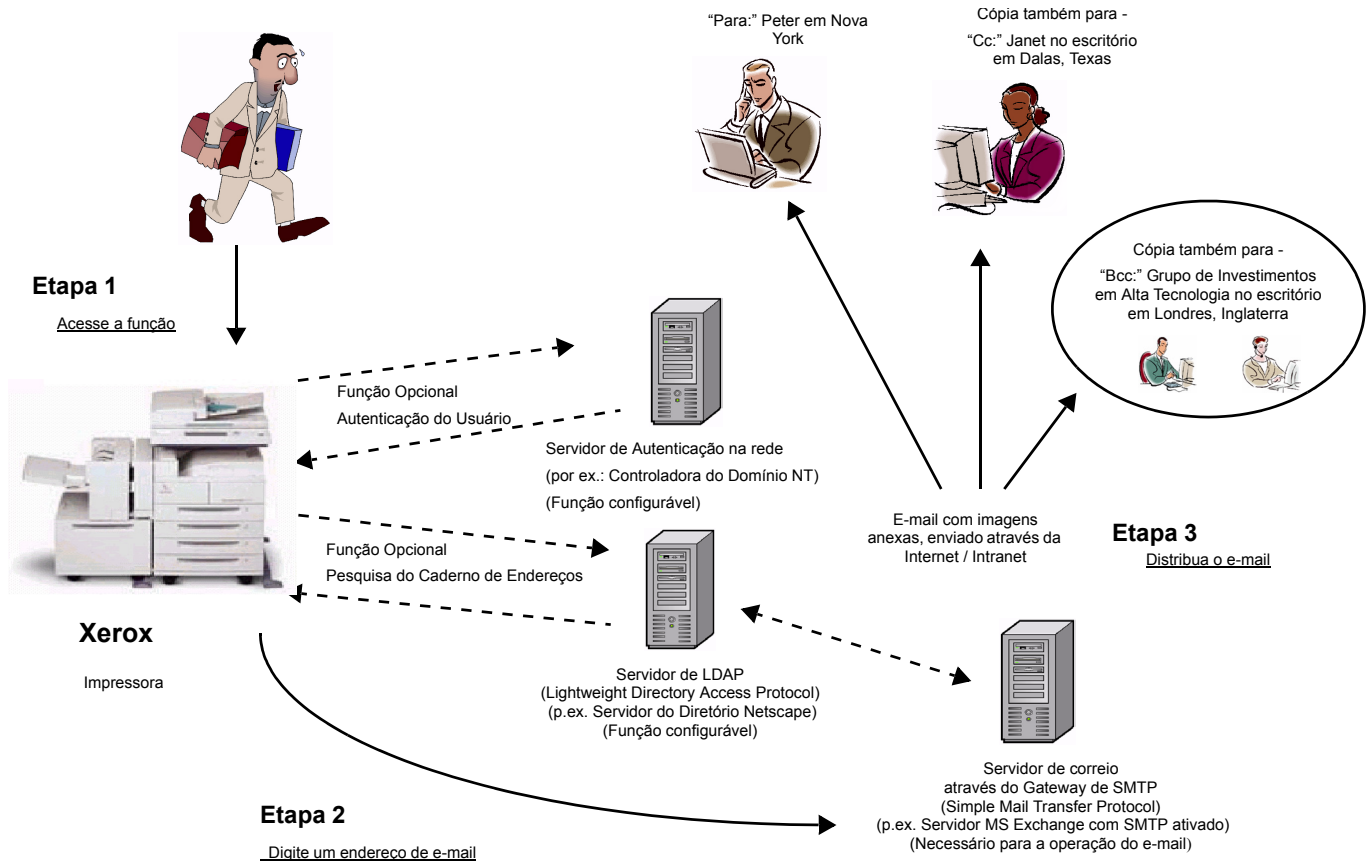 “Para:” Peter em Nova
York
Cópia também para -
“Cc:” Janet no escritório
em Dalas, Texas
Cópia também para -
“Bcc:” Grupo de Investimentos
em Alta Tecnologia no escritório
em Londres, Inglaterra
Etapa 1
Acesse a função
Função Opcional
Autenticação do Usuário
Servidor de Autenticação na rede
(por ex.: Controladora do Domínio NT)
(Função configurável)
E-mail com imagens
anexas, enviado através da
Internet / Intranet
Etapa 3
Distribua o e-mail
Função Opcional
Pesquisa do Caderno de Endereços
Xerox
Impressora
Servidor de LDAP
(Lightweight Directory Access Protocol)
(p.ex. Servidor do Diretório Netscape)
(Função configurável)
Servidor de correio
através do Gateway de SMTP
(Simple Mail Transfer Protocol)
(p.ex. Servidor MS Exchange com SMTP ativado)
(Necessário para a operação do e-mail)
Etapa 2
Digite um endereço de e-mail